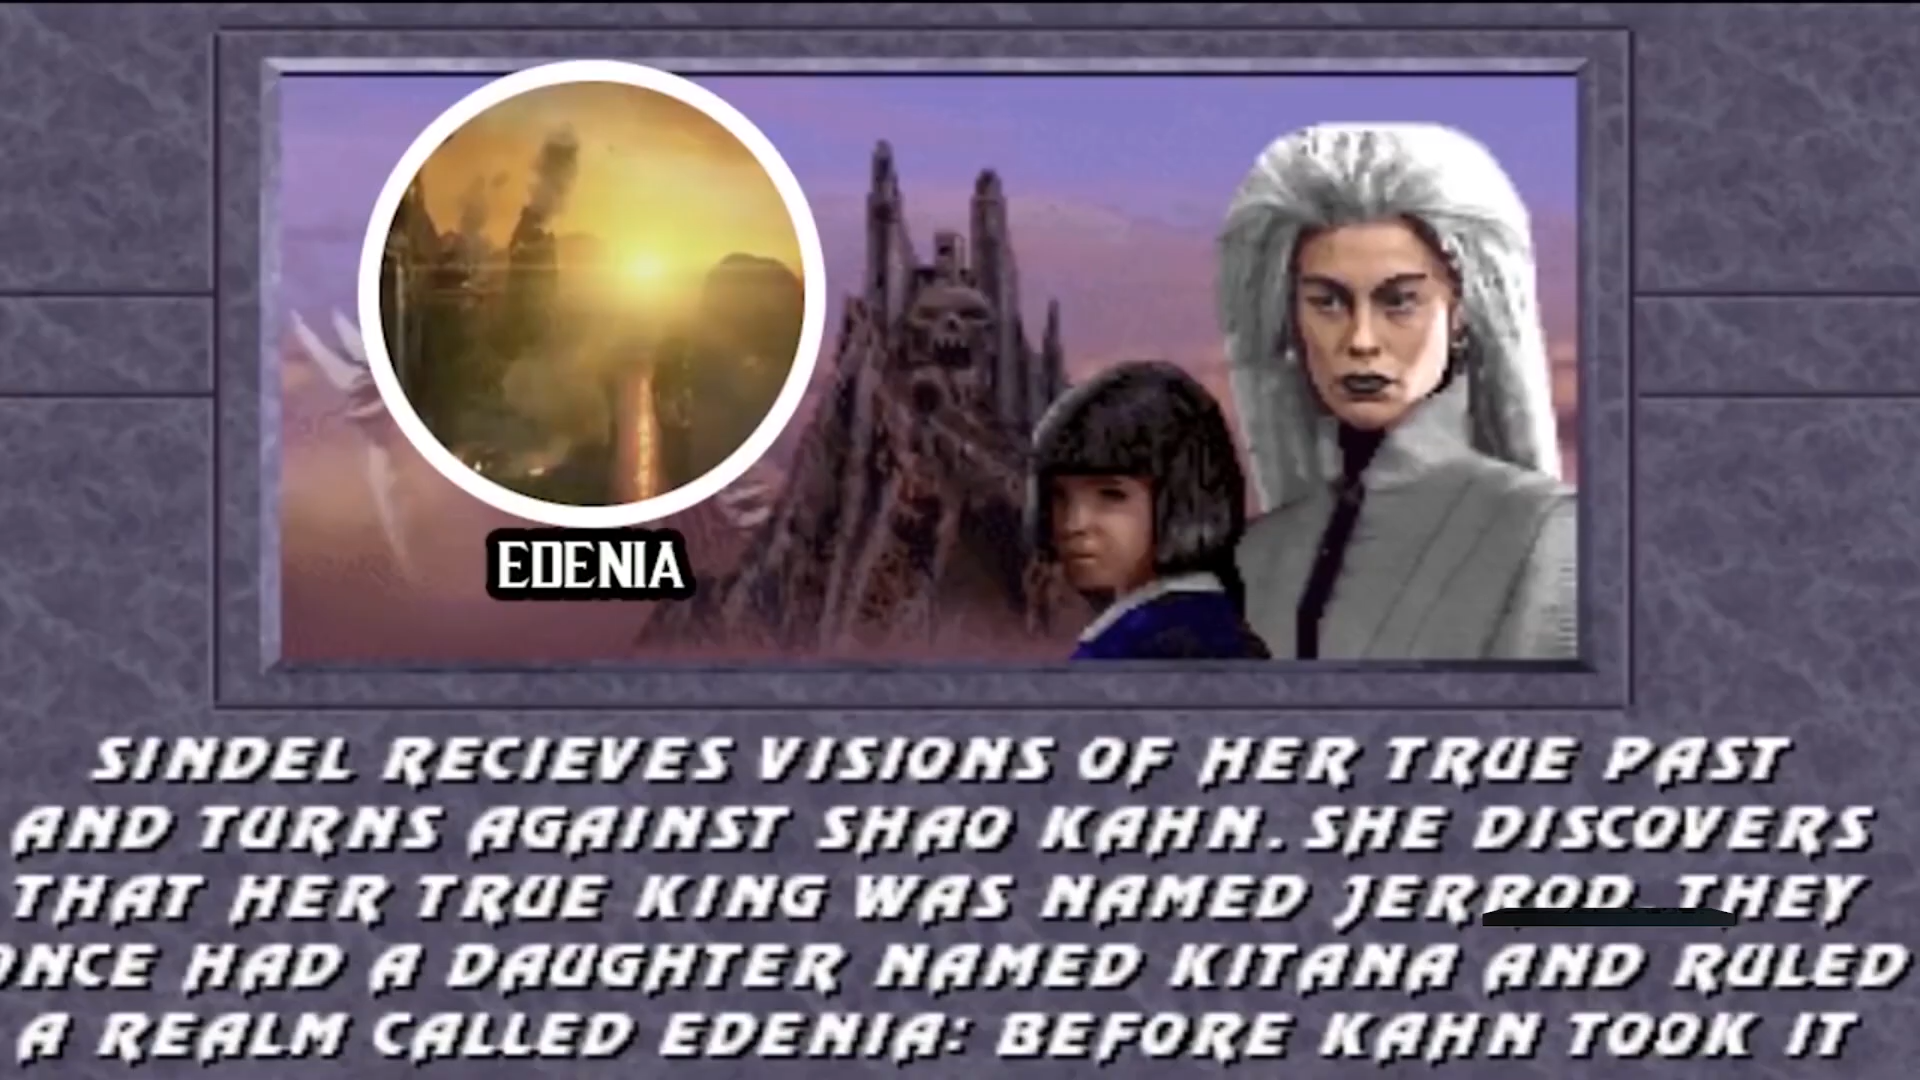 EDENIA
SINDEL RECIEVES VISIONS OF HER TRUE PAST
AND TURNS AGAINST SHAO KAHN. SHE DISCOVERS
THAT HER TRUE KING WAS NAMED JERROD. THEY
ONCE HAD A DAUGHTER NAMED KITANA AND RULED
A REALM CALLED EDENIA: BEFORE KAHN TOOK IT